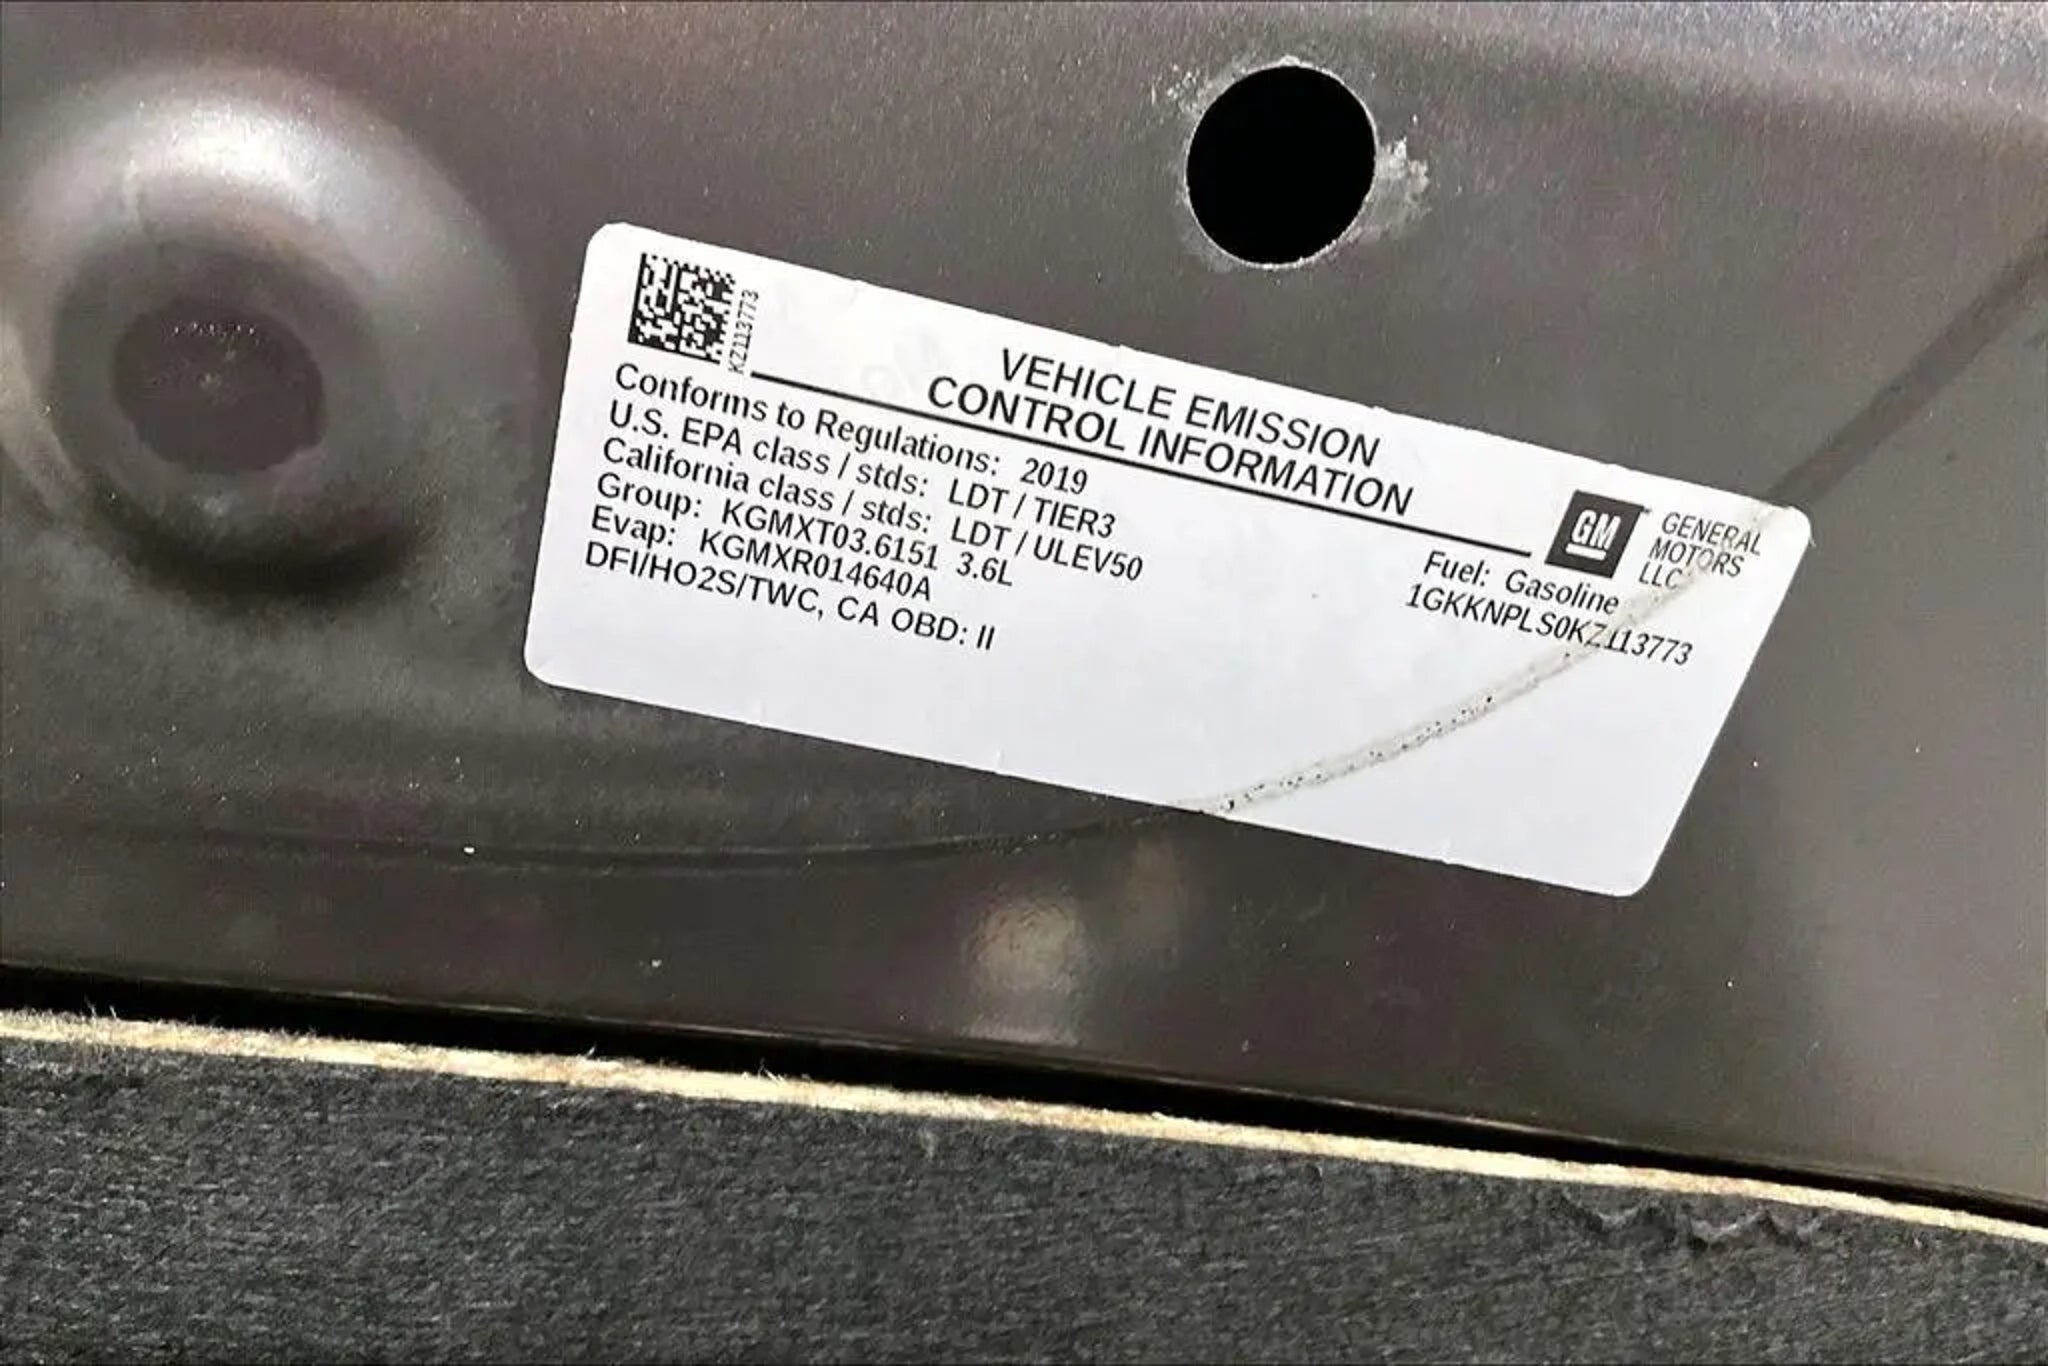 KZ113773
VEHICLE EMISSION
CONTROL INFORMATION
GM
GENERAL
MOTORS
LLC
Conforms to Regulations: 2019
U.S. EPA class / stds: LDT / TIER3
California class / stds: LDT / ULEV50
Group: KGMXT03.6151 3.6L
Evap: KGMXR014640A
DFI/HO2S/TWC, CA OBD: II
Fuel: Gasoline
1GKKNPLS0KZ113773